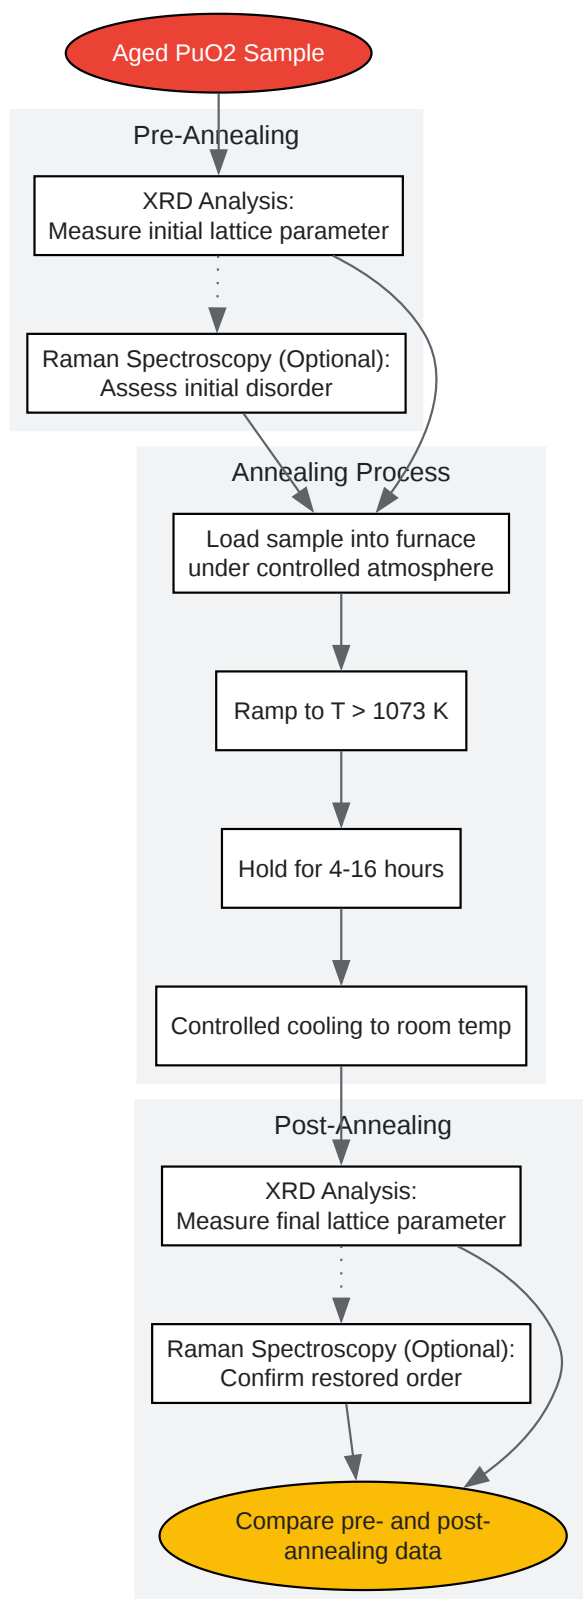 Aged PuO2 Sample
Pre-Annealing
XRD Analysis:
Measure initial lattice parameter
Raman Spectroscopy (Optional):
Assess initial disorder
Annealing Process
Load sample into furnace
under controlled atmosphere
Ramp to T > 1073 K
Hold for 4-16 hours
Controlled cooling to room temp
Post-Annealing
XRD Analysis:
Measure final lattice parameter
Raman Spectroscopy (Optional):
Confirm restored order
Compare pre- and post-
annealing data